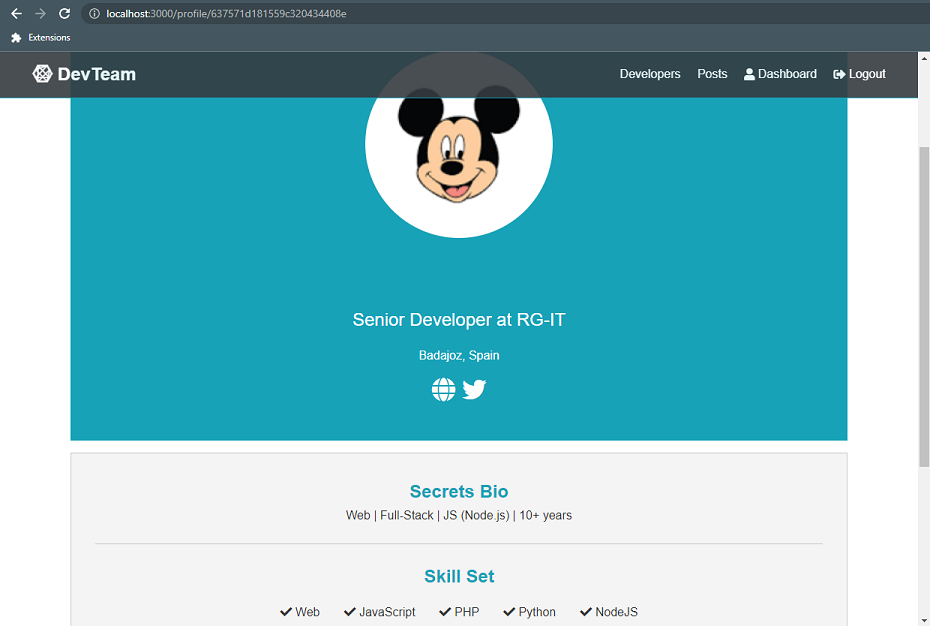 localhost:3000/profile/637571d181559c320434408e
Extensions
DevTeam Developers Posts Dashboard Logout
Senior Developer at RG-IT
Badajoz, Spain
Secrets Bio
Web | Full-Stack | JS (Node.js) | 10+ years
Skill Set
Web JavaScript PHP Python NodeJS